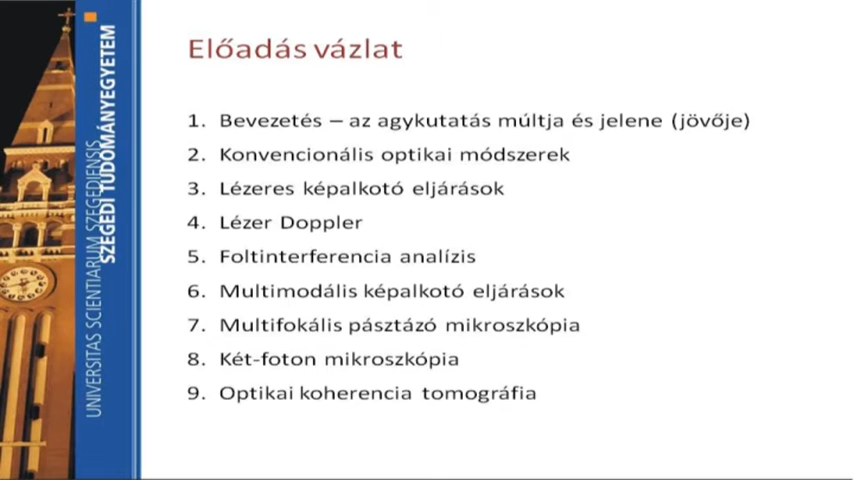 Előadás vázlat
1. Bevezetés – az agykutatás múltja és jelene (jövője)
2. Konvencionális optikai módszerek
3. Lézeres képalkotó eljárások
4. Lézer Doppler
5. Foltinterferencia analízis
6. Multimodális képalkotó eljárások
7. Multifokális pásztázó mikroszkópia
8. Két-foton mikroszkópia
9. Optikai koherencia tomográfia
UNIVERSITAS SCIENTIARUM SZEGEDIENSIS
SZEGEDI TUDOMÁNYEGYETEM